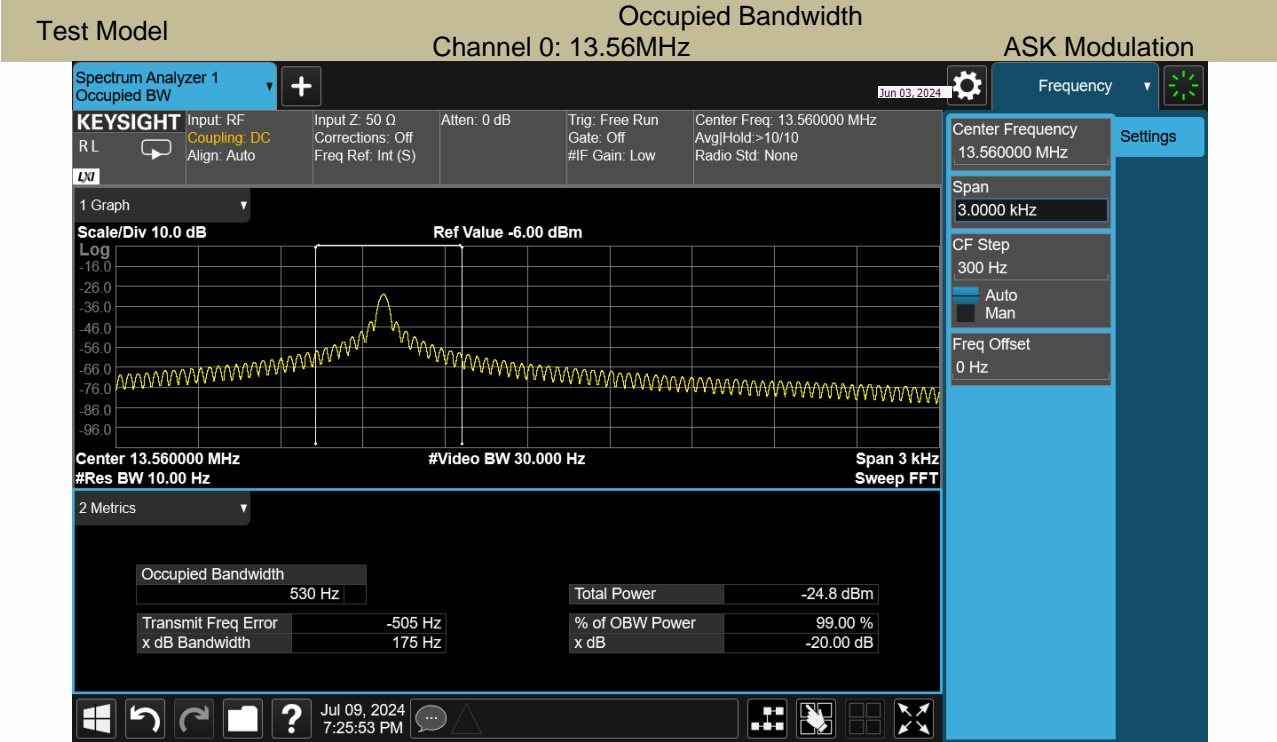 Occupied Bandwidth
Test Model
Channel 0: 13.56MHz
ASK Modulation
Spectrum Analyzer 1
Occupied BW
Jun 03, 2024
Frequency
KEYSIGHT
R L
LXI
Input: RF
Coupling: DC
Align: Auto
Input Z: 50 Ω
Corrections: Off
Freq Ref: Int (S)
Atten: 0 dB
Trig: Free Run
Gate: Off
#IF Gain: Low
Center Freq: 13.560000 MHz
Avg|Hold:>10/10
Radio Std: None
Center Frequency
13.560000 MHz
Settings
Span
3.0000 kHz
CF Step
300 Hz
Auto
Man
Freq Offset
0 Hz
1 Graph
Scale/Div 10.0 dB
Ref Value -6.00 dBm
Log
-16.0
-26.0
-36.0
-46.0
-56.0
-66.0
-76.0
-86.0
-96.0
Center 13.560000 MHz
#Video BW 30.000 Hz
Span 3 kHz
#Res BW 10.00 Hz
Sweep FFT
2 Metrics
Occupied Bandwidth
530 Hz
Total Power -24.8 dBm
Transmit Freq Error -505 Hz
% of OBW Power 99.00 %
x dB Bandwidth 175 Hz
x dB -20.00 dB
?
Jul 09, 2024
7:25:53 PM